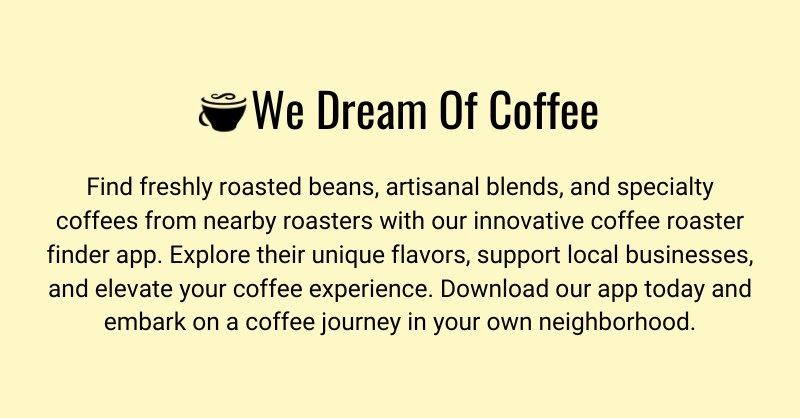 We Dream Of Coffee
Find freshly roasted beans, artisanal blends, and specialty
coffees from nearby roasters with our innovative coffee roaster
finder app. Explore their unique flavors, support local businesses,
and elevate your coffee experience. Download our app today and
embark on a coffee journey in your own neighborhood.